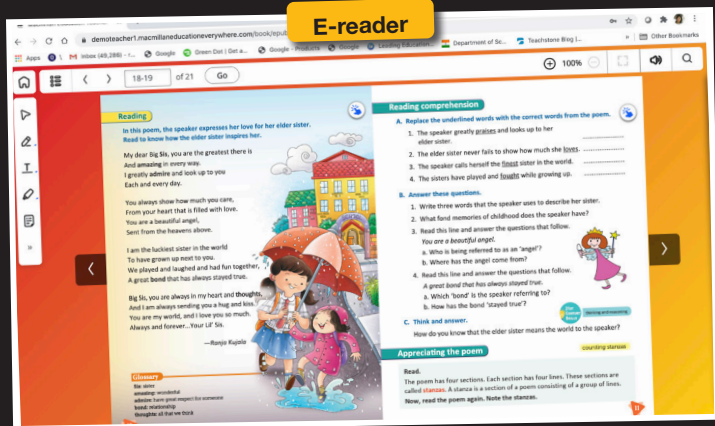 E-reader
demoteacher1.macmillaneducationeverywhere.com/book/epub
Apps
Inbox (49,286) - r...
Google
Green Dot | Get a...
Google - Products
Google
Leading Education...
Department of Sc...
Teachstone Blog |...
»
Other Bookmarks
18-19 of 21 Go
100%
Reading
In this poem, the speaker expresses her love for her elder sister.
Read to know how the elder sister inspires her.
My dear Big Sis, you are the greatest there is
And amazing in every way.
I greatly admire and look up to you
Each and every day.
You always show how much you care,
From your heart that is filled with love.
You are a beautiful angel,
Sent from the heavens above.
I am the luckiest sister in the world
To have grown up next to you.
We played and laughed and had fun together,
A great bond that has always stayed true.
Big Sis, you are always in my heart and thoughts,
And I am always sending you a hug and kiss.
You are my world, and I love you so much.
Always and forever...Your Lil' Sis.
—Ronja Kujala
Glossary
Sis: sister
amazing: wonderful
admire: have great respect for someone
bond: relationship
thoughts: all that we think
Reading comprehension
A. Replace the underlined words with the correct words from the poem.
1. The speaker greatly praises and looks up to her
elder sister.
2. The elder sister never fails to show how much she loves.
3. The speaker calls herself the finest sister in the world.
4. The sisters have played and fought while growing up.
B. Answer these questions.
1. Write three words that the speaker uses to describe her sister.
2. What fond memories of childhood does the speaker have?
3. Read this line and answer the questions that follow.
You are a beautiful angel.
a. Who is being referred to as an 'angel'?
b. Where has the angel come from?
4. Read this line and answer the questions that follow.
A great bond that has always stayed true.
a. Which 'bond' is the speaker referring to?
b. How has the bond 'stayed true'?
C. Think and answer.
How do you know that the elder sister means the world to the speaker?
Appreciating the poem
counting stanzas
Read.
The poem has four sections. Each section has four lines. These sections are
called stanzas. A stanza is a section of a poem consisting of a group of lines.
Now, read the poem again. Note the stanzas.
11